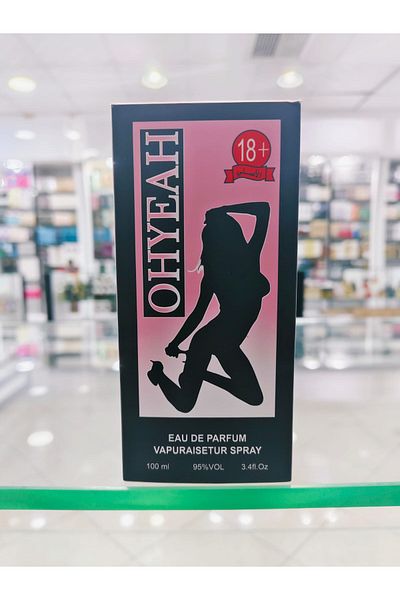 OHYEAH
18+
EAU DE PARFUM
VAPURAISETUR SPRAY
100 ml 95%VOL 3.4fl.Oz